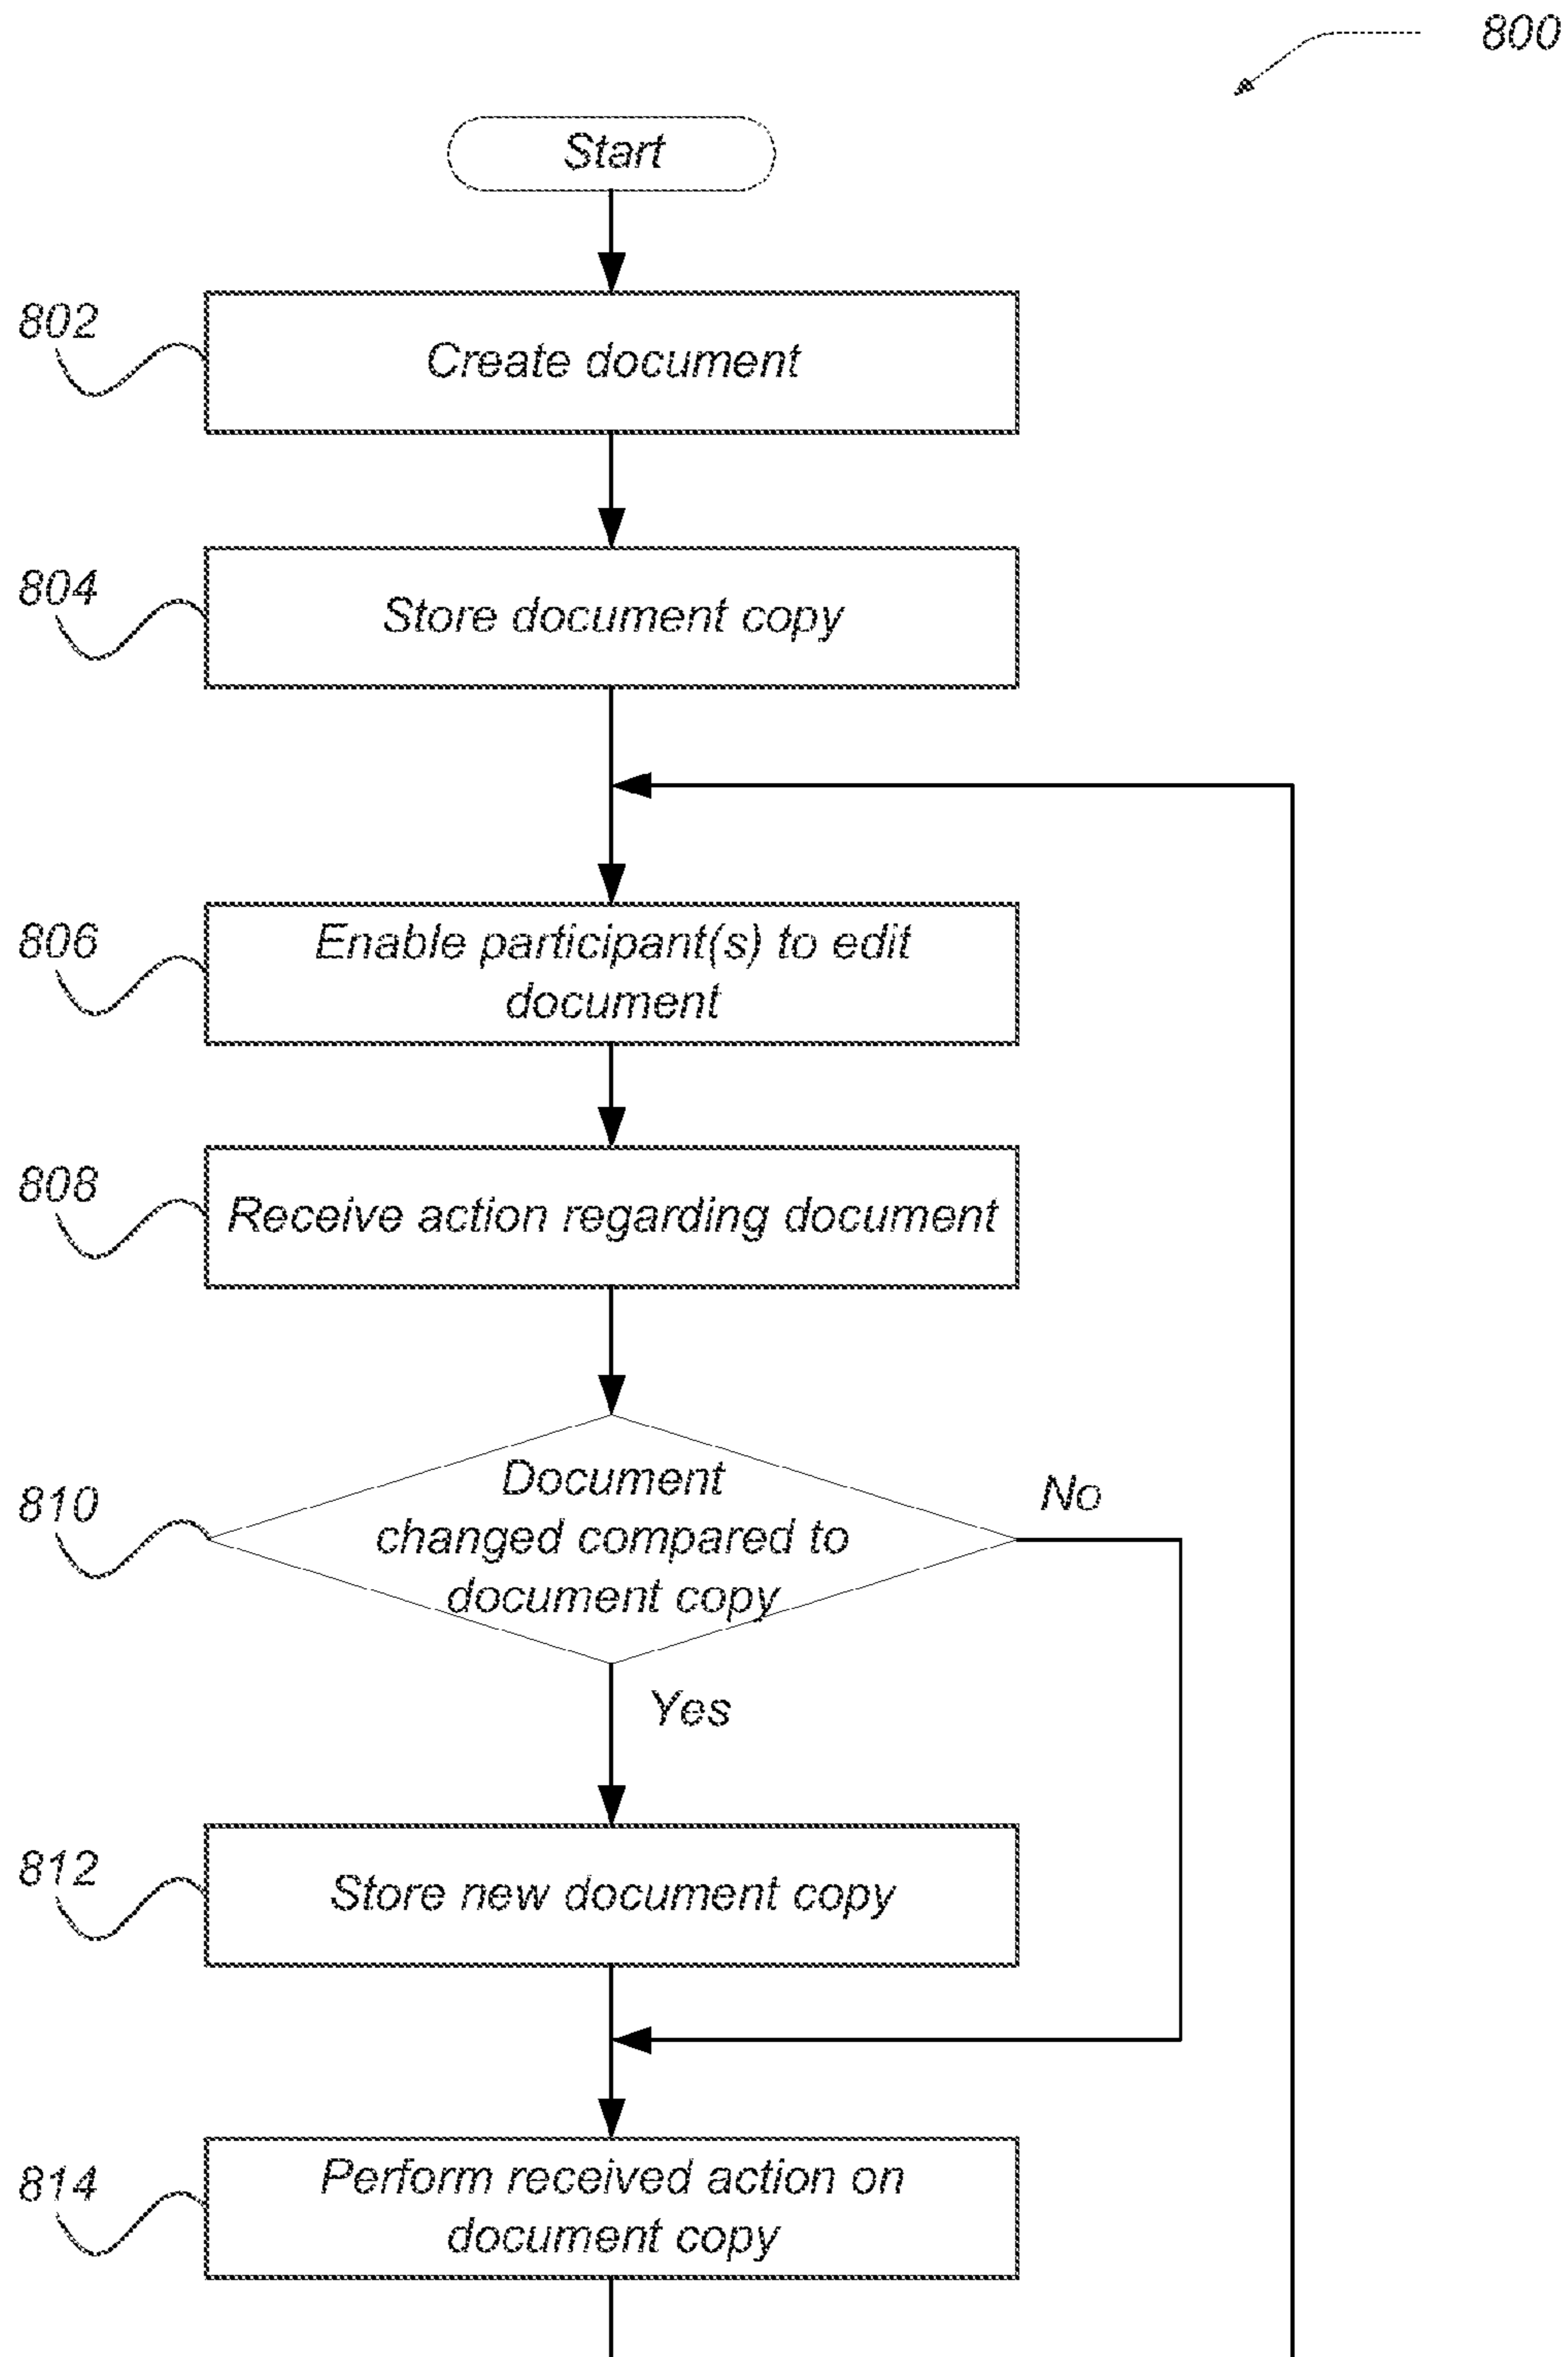 800
Start
802
Create document
804
Store document copy
806
Enable participant(s) to edit
document
808
Receive action regarding document
810
Document
changed compared to
document copy
No
Yes
812
Store new document copy
814
Perform received action on
document copy